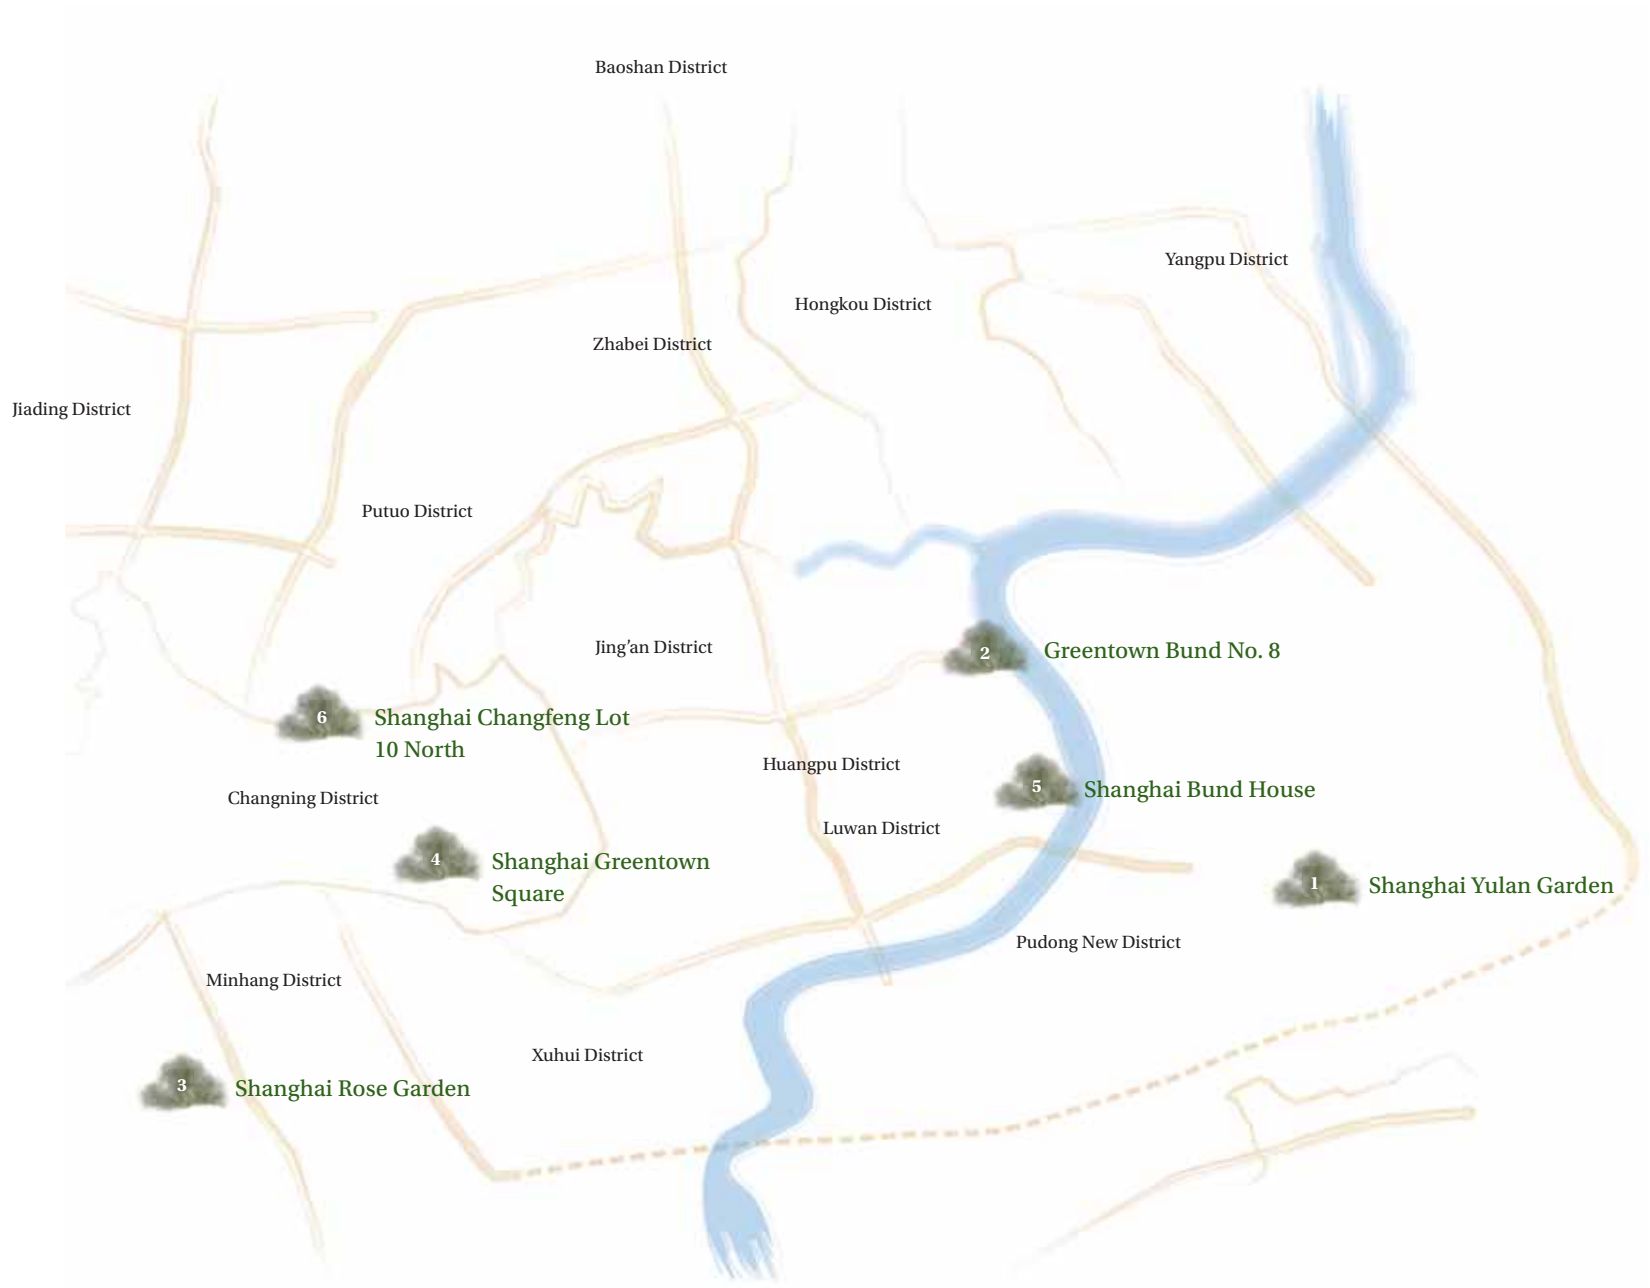 Baoshan District
Yangpu District
Hongkou District
Zhabei District
Jiading District
Putuo District
Jing’an District
2
Greentown Bund No. 8
6
Shanghai Changfeng Lot
10 North
Huangpu District
5
Shanghai Bund House
Changning District
Luwan District
4
Shanghai Greentown
Square
1
Shanghai Yulan Garden
Pudong New District
Minhang District
Xuhui District
3
Shanghai Rose Garden